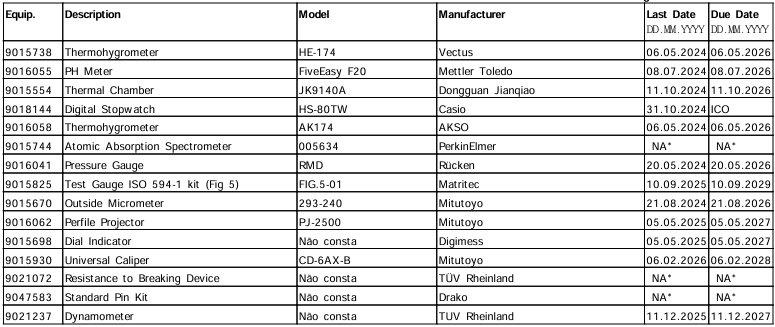 Equip. Description Model Manufacturer Last Date Due Date
DD.MM.YYYY DD.MM.YYYY
9015738 Thermohygrometer HE-174 Vectus 06.05.2024 06.05.2026
9016055 PH Meter FiveEasy F20 Mettler Toledo 08.07.2024 08.07.2026
9015554 Thermal Chamber JK9140A Dongguan Jianqiao 11.10.2024 11.10.2026
9018144 Digital Stopwatch HS-80TW Casio 31.10.2024 ICO
9016058 Thermohygrometer AK174 AKSO 06.05.2024 06.05.2026
9015744 Atomic Absorption Spectrometer 005634 PerkinElmer NA* NA*
9016041 Pressure Gauge RMD Rücken 20.05.2024 20.05.2026
9015825 Test Gauge ISO 594-1 kit (Fig 5) FIG.5-01 Matritec 10.09.2025 10.09.2029
9015670 Outside Micrometer 293-240 Mitutoyo 21.08.2024 21.08.2026
9016062 Perfile Projector PJ-2500 Mitutoyo 05.05.2025 05.05.2027
9015698 Dial Indicator Não consta Digimess 05.05.2025 05.05.2027
9015930 Universal Caliper CD-6AX-B Mitutoyo 06.02.2026 06.02.2028
9021072 Resistance to Breaking Device Não consta TÜV Rheinland NA* NA*
9047583 Standard Pin Kit Não consta Drako NA* NA*
9021237 Dynamometer Não consta TUV Rheinland 11.12.2025 11.12.2027